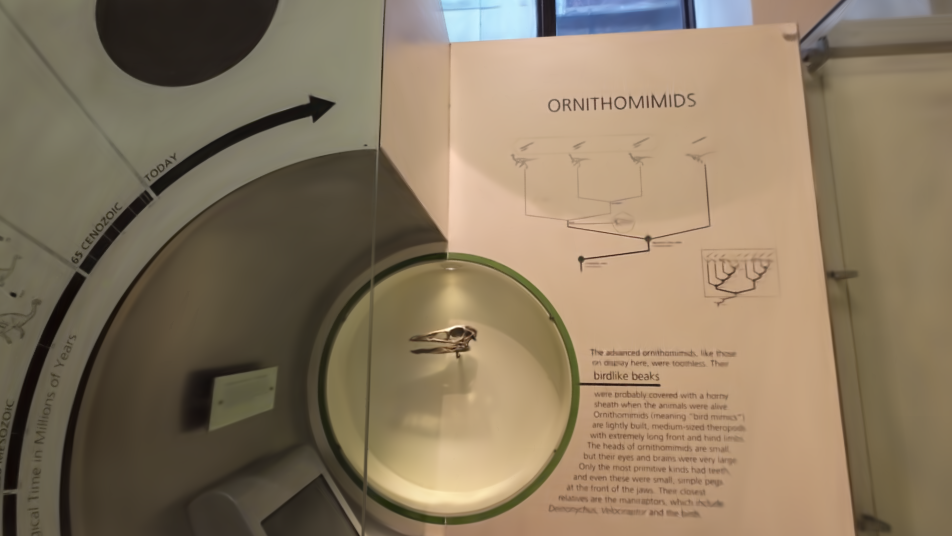 ORNITHOMIMIDS
TODAY
65 CENOZOIC
MESOZOIC
ical Time in Millions of Years
The advanced ornithomimids, like those
on display here, were toothless. Their
birdlike beaks
were probably covered with a horny
sheath when the animals were alive
Ornithomimids (meaning "bird mimics")
are lightly built, medium-sized theropods
with extremely long front and hind limbs.
The heads of ornithomimids are small,
but their eyes and brains were very large.
Only the most primitive kinds had teeth,
and even these were small, simple pegs
at the front of the jaws. Their closest
relatives are the maniraptors, which include
Deinonychus, Velociraptor and the birds.